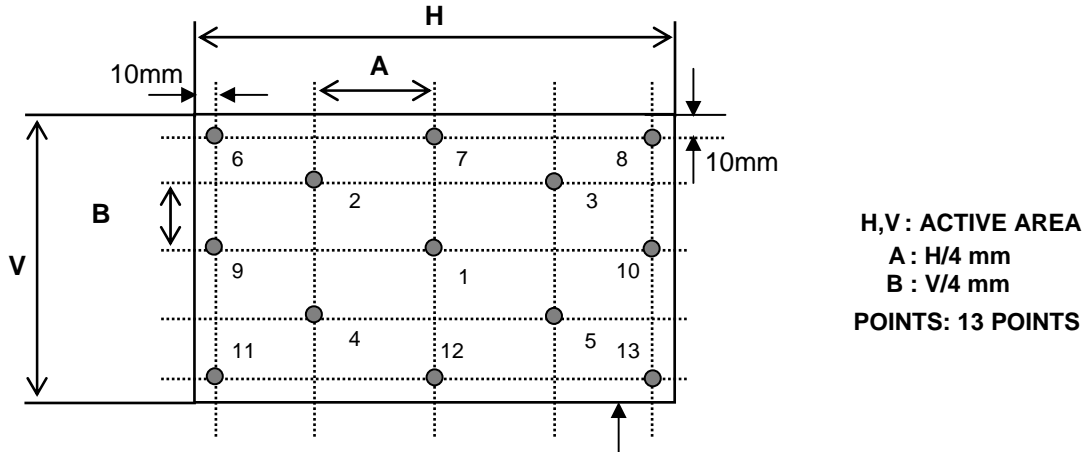 H
A
10mm
6 7 8
10mm
2 3
B
H,V : ACTIVE AREA
V
9 1 10
A : H/4 mm
B : V/4 mm
POINTS: 13 POINTS
4 5
11 12 13